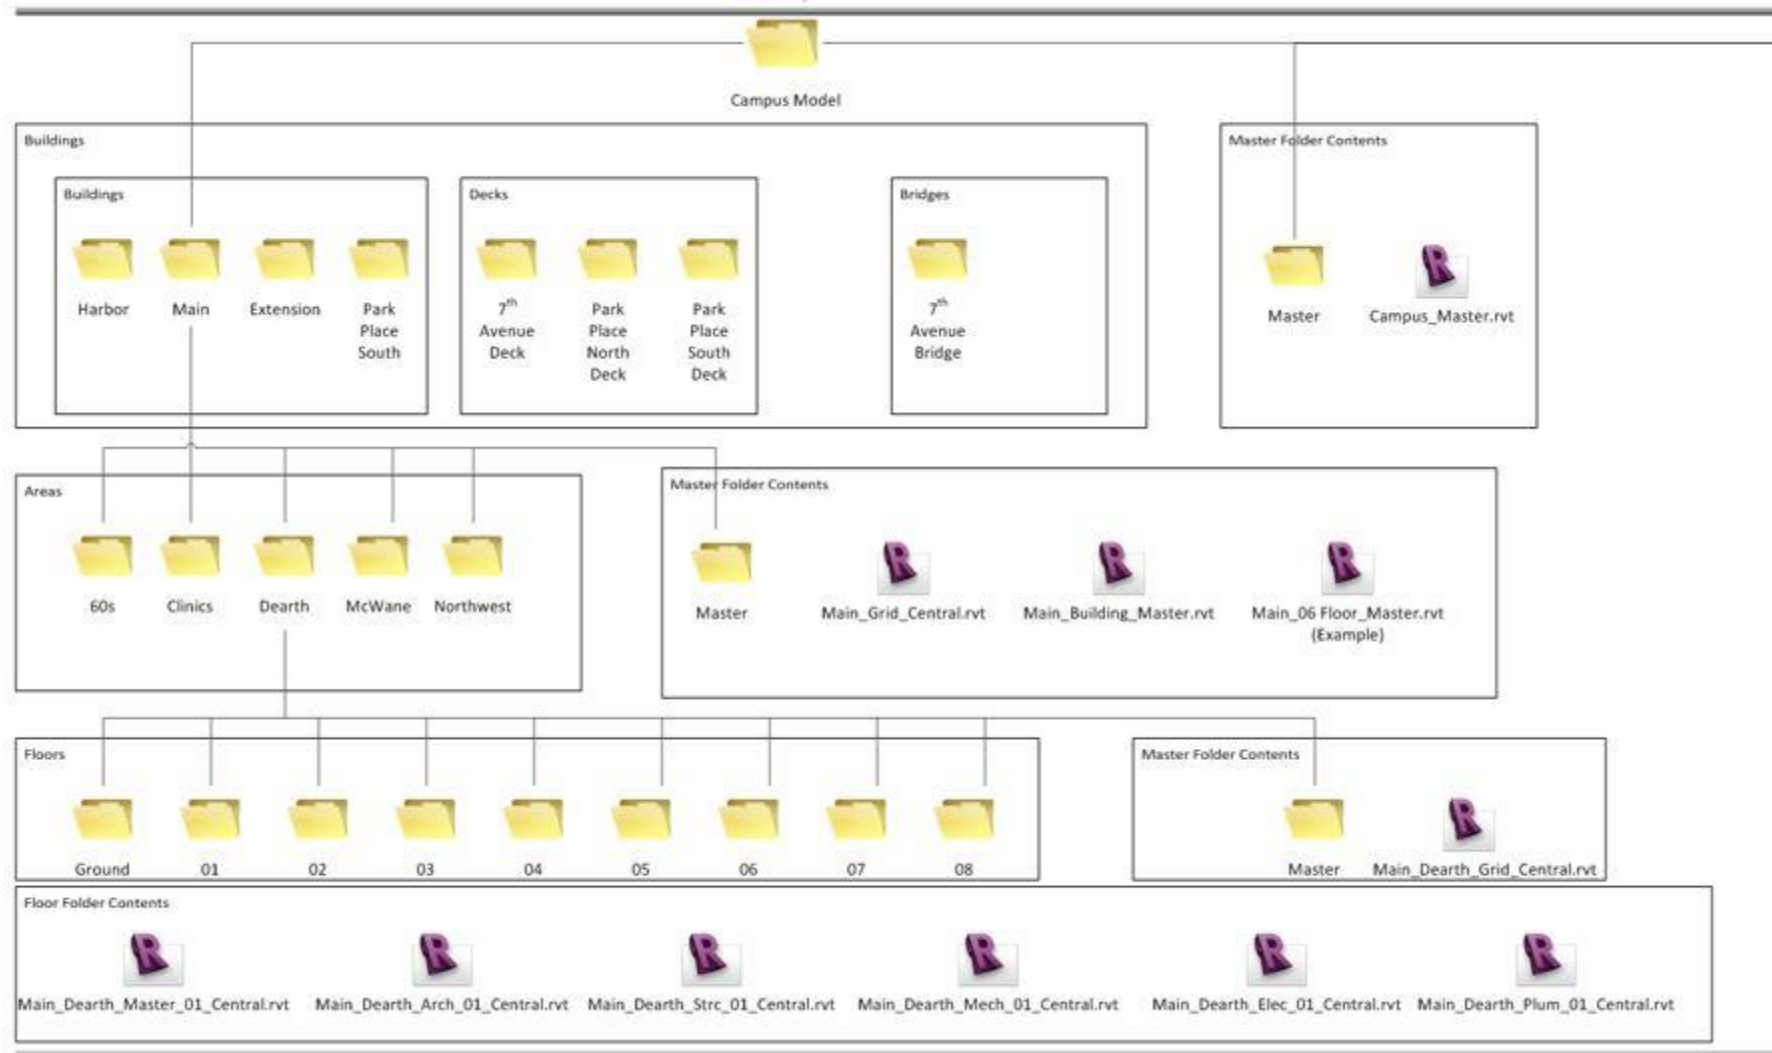 Campus Model
Buildings
Master Folder Contents
Buildings
Decks
Bridges
Harbor
Main
Extension
Park
Place
South
7th
Avenue
Deck
Park
Place
North
Deck
Park
Place
South
Deck
7th
Avenue
Bridge
Master
Campus_Master.rvt
Areas
Master Folder Contents
60s
Clinics
Dearth
McWane
Northwest
Master
Main_Grid_Central.rvt
Main_Building_Master.rvt
Main_06 Floor_Master.rvt
(Example)
Floors
Master Folder Contents
Ground
01
02
03
04
05
06
07
08
Master
Main_Dearth_Grid_Central.rvt
Floor Folder Contents
Main_Dearth_Master_01_Central.rvt
Main_Dearth_Arch_01_Central.rvt
Main_Dearth_Strc_01_Central.rvt
Main_Dearth_Mech_01_Central.rvt
Main_Dearth_Elec_01_Central.rvt
Main_Dearth_Plum_01_Central.rvt